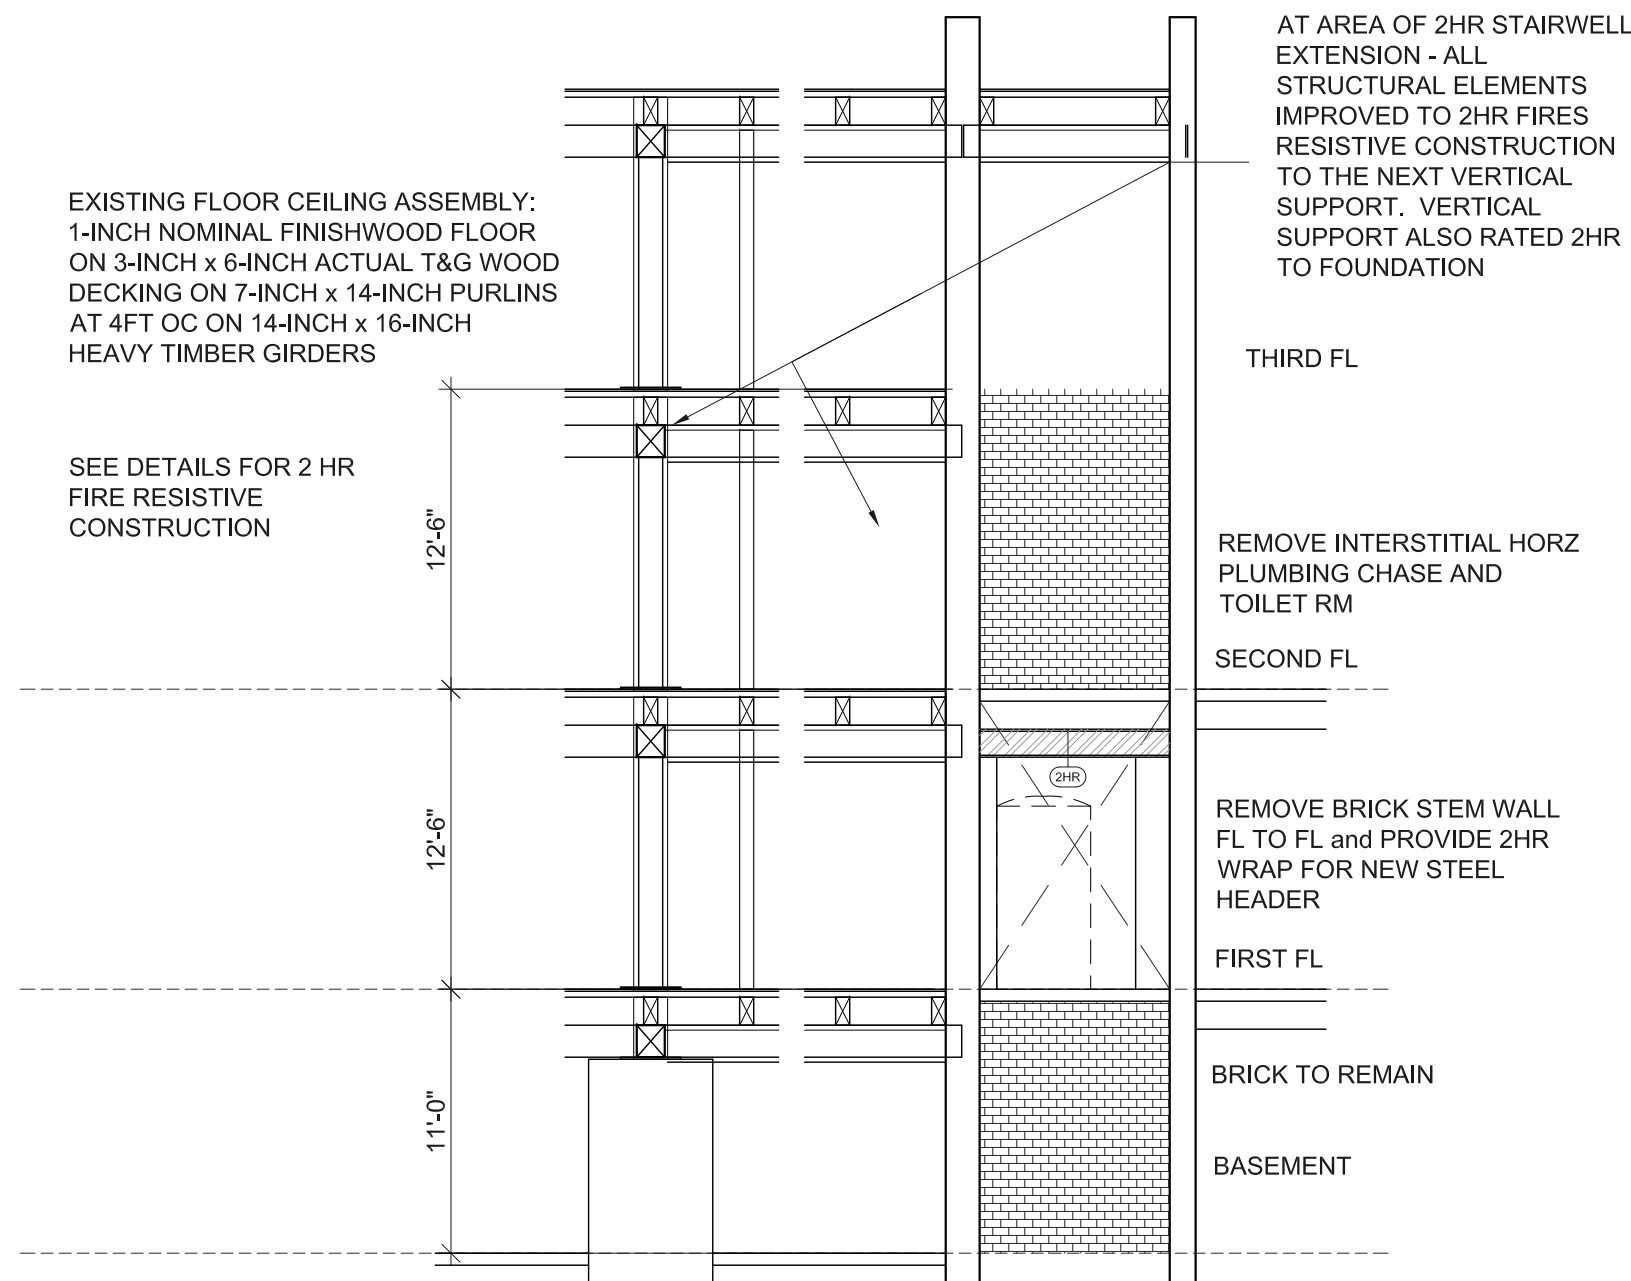 AT AREA OF 2HR STAIRWELL
EXTENSION - ALL
STRUCTURAL ELEMENTS
IMPROVED TO 2HR FIRES
RESISTIVE CONSTRUCTION
TO THE NEXT VERTICAL
SUPPORT. VERTICAL
SUPPORT ALSO RATED 2HR
TO FOUNDATION
EXISTING FLOOR CEILING ASSEMBLY:
1-INCH NOMINAL FINISHWOOD FLOOR
ON 3-INCH x 6-INCH ACTUAL T&G WOOD
DECKING ON 7-INCH x 14-INCH PURLINS
AT 4FT OC ON 14-INCH x 16-INCH
HEAVY TIMBER GIRDERS
THIRD FL
SEE DETAILS FOR 2 HR
FIRE RESISTIVE
CONSTRUCTION
12'-6"
REMOVE INTERSTITIAL HORZ
PLUMBING CHASE AND
TOILET RM
SECOND FL
2HR
12'-6"
REMOVE BRICK STEM WALL
FL TO FL and PROVIDE 2HR
WRAP FOR NEW STEEL
HEADER
FIRST FL
11'-0"
BRICK TO REMAIN
BASEMENT